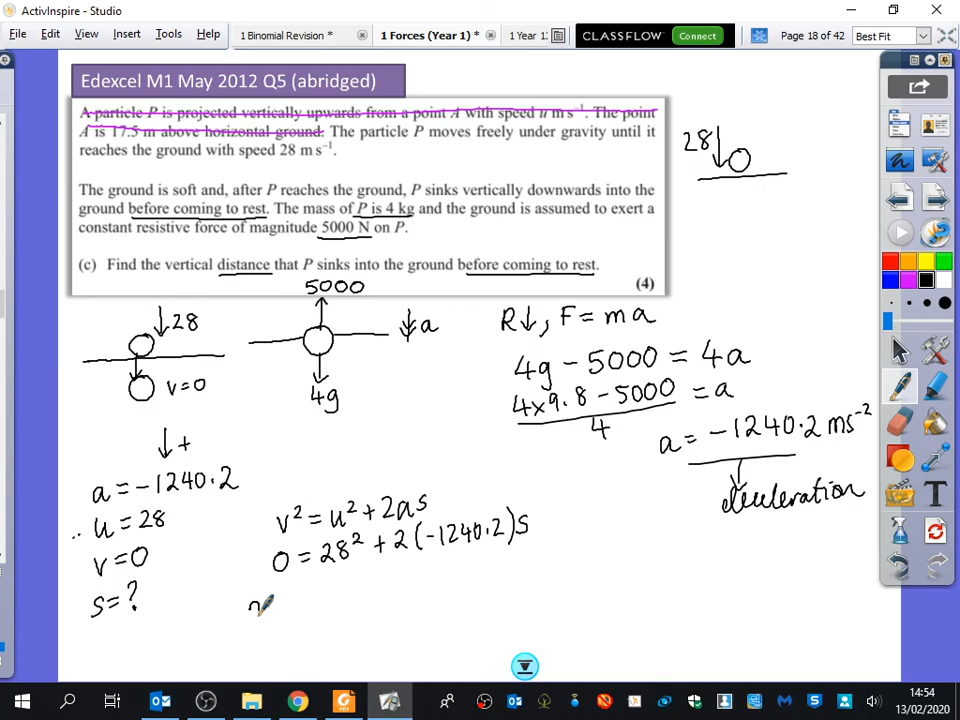 ActivInspire - Studio
File Edit View Insert Tools Help
1 Binomial Revision *
1 Forces (Year 1) *
1 Year 1
CLASSFLOW Connect
Page 18 of 42
Best Fit
Edexcel M1 May 2012 Q5 (abridged)
A particle P is projected vertically upwards from a point A with speed u m s⁻¹. The point
A is 17.5 m above horizontal ground. The particle P moves freely under gravity until it
reaches the ground with speed 28 m s⁻¹.
The ground is soft and, after P reaches the ground, P sinks vertically downwards into the
ground before coming to rest. The mass of P is 4 kg and the ground is assumed to exert a
constant resistive force of magnitude 5000 N on P.
(c) Find the vertical distance that P sinks into the ground before coming to rest.
(4)
28↓
↓28
v=0
5000
4g
a
R↓, F=ma
4g - 5000 = 4a
4×9.8 - 5000 = a
4
a = -1240.2 ms⁻²
↓+
a = -1240.2
u = 28
v = 0
s = ?
v² = u² + 2as
0 = 28² + 2(-1240.2)s
T
14:54
13/02/2020